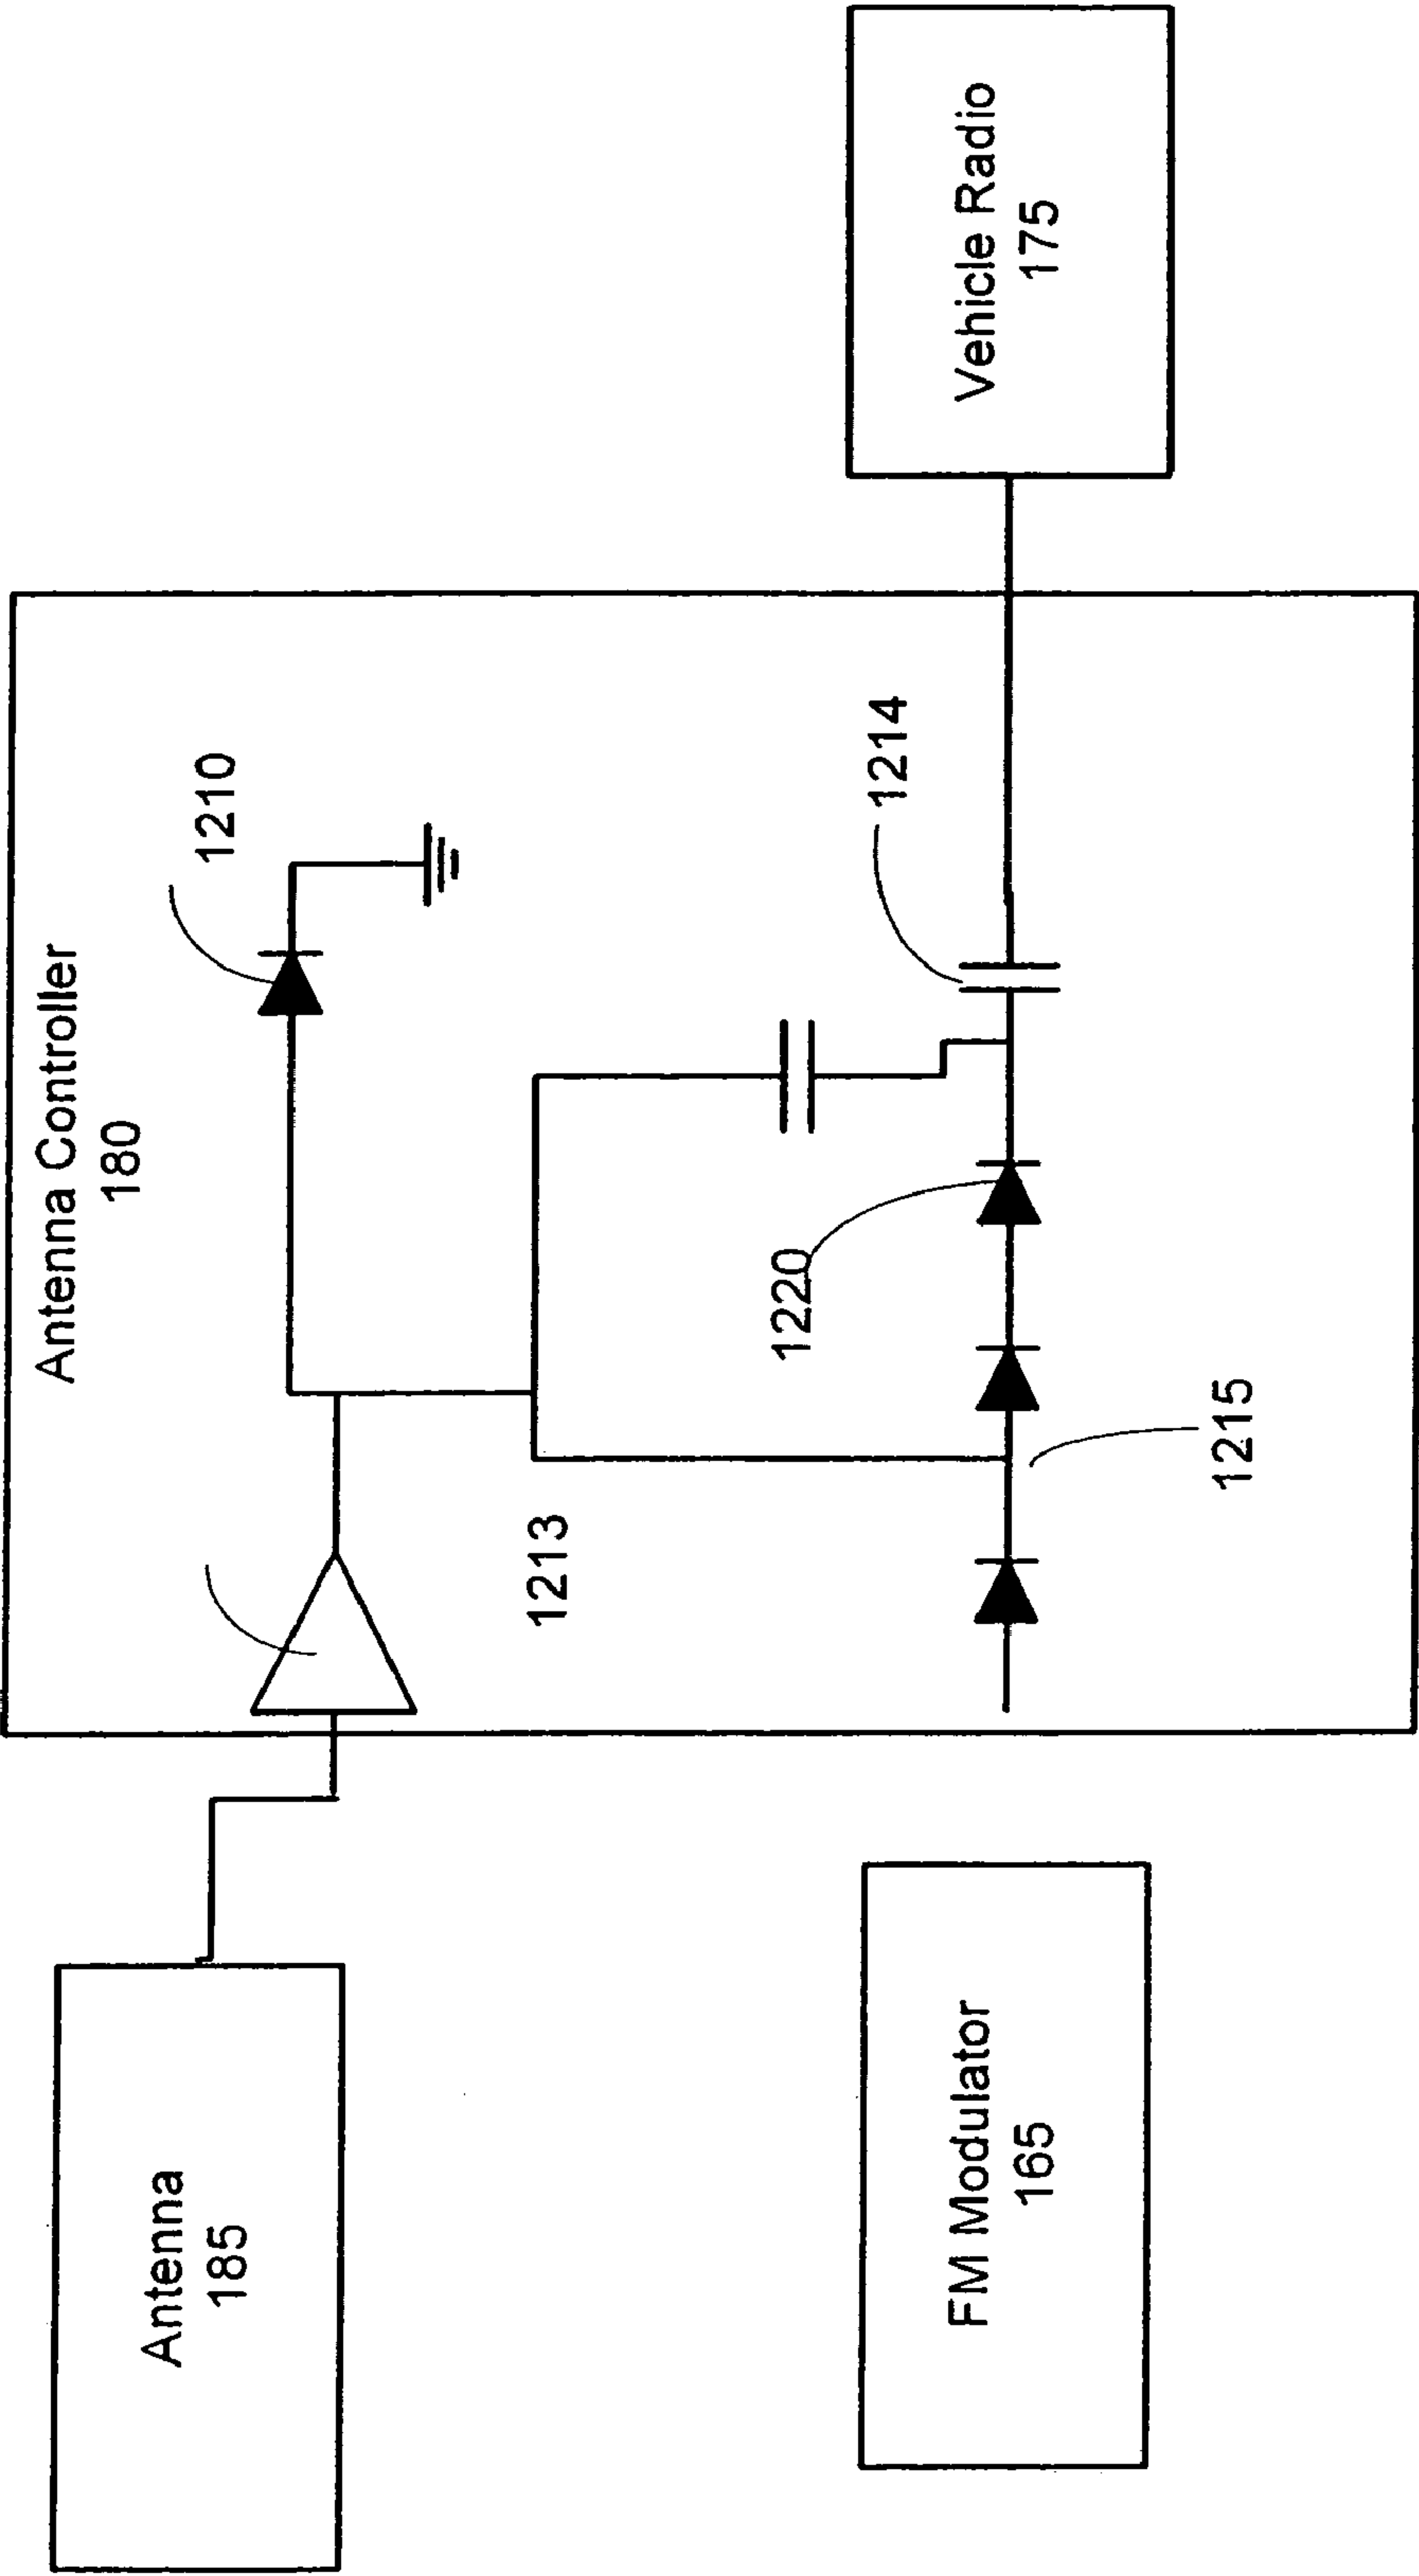 Antenna
185
FM Modulator
165
Antenna Controller
180
1210
1213
1220
1214
1215
Vehicle Radio
175